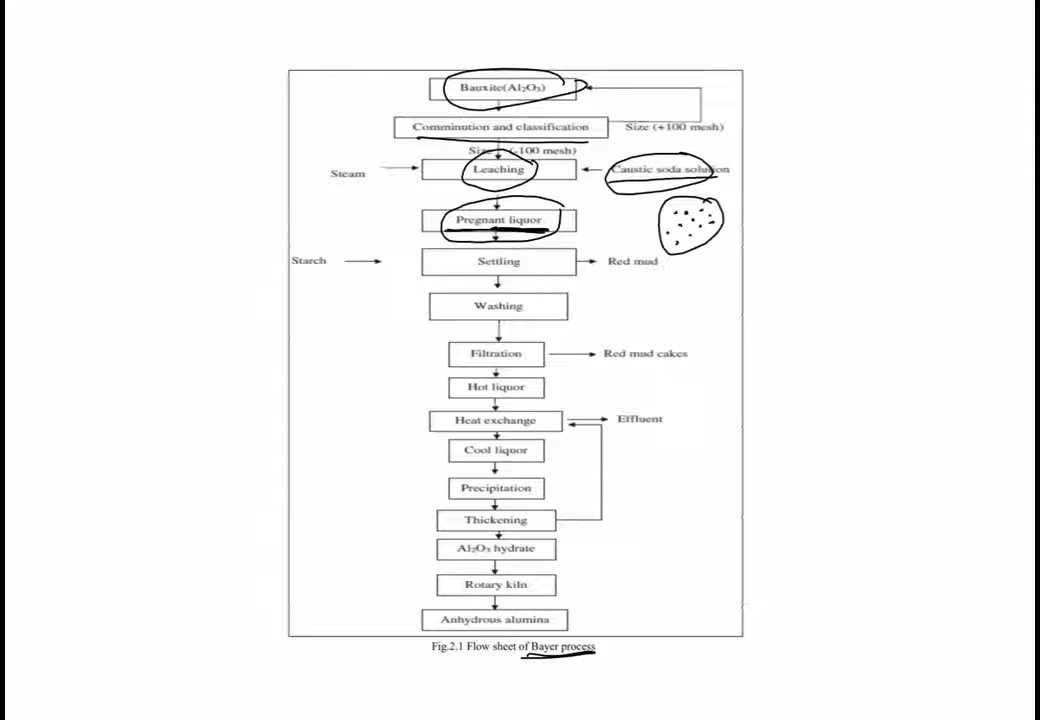 Bauxite(Al₂O₃)
Comminution and classification
Size (+100 mesh)
100 mesh)
Steam
Leaching
Caustic soda solution
Pregnant liquor
Starch
Settling
Red mud
Washing
Filtration
Red mud cakes
Hot liquor
Heat exchange
Effluent
Cool liquor
Precipitation
Thickening
Al₂O₃ hydrate
Rotary kiln
Anhydrous alumina
Fig.2.1 Flow sheet of Bayer process